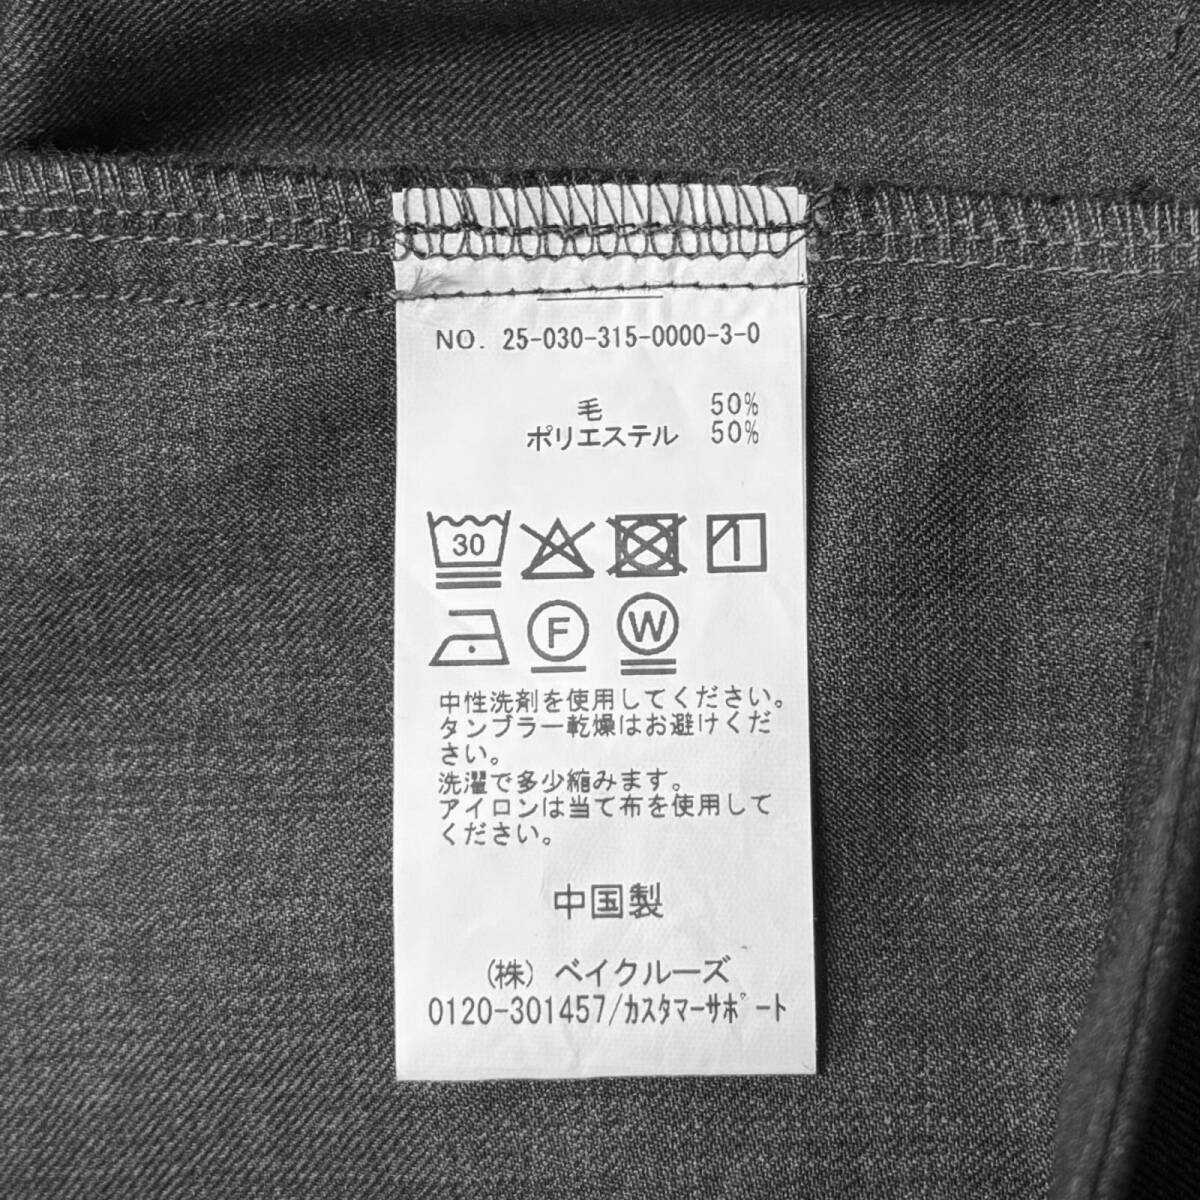 NO. 25-030-315-0000-3-0
毛 50%
ポリエステル 50%
30
F W
中性洗剤を使用してください。
タンブラー乾燥はお避けくだ
さい。
洗濯で多少縮みます。
アイロンは当て布を使用して
ください。
中国製
(株) ベイクルーズ
0120-301457/ｶｽﾀﾏｰｻﾎﾟｰﾄ